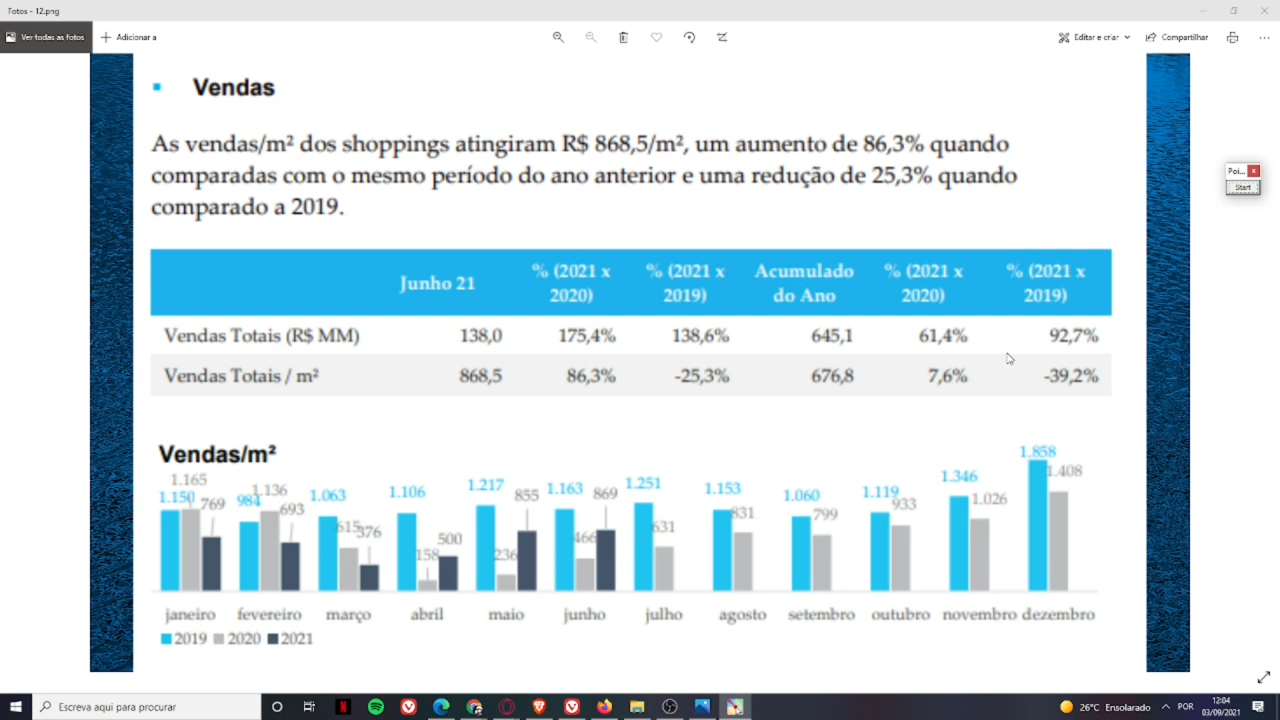 Fotos - 12.png
Ver todas as fotos
Adicionar a
Editar e criar
Compartilhar
Vendas
As vendas/m² dos shoppings atingiram R$ 868,5/m², um aumento de 86,3% quando
comparadas com o mesmo período do ano anterior e uma redução de 25,3% quando
comparado a 2019.
Junho 21 % (2021 x 2020) % (2021 x 2019) Acumulado do Ano % (2021 x 2020) % (2021 x 2019)
Vendas Totais (R$ MM) 138,0 175,4% 138,6% 645,1 61,4% 92,7%
Vendas Totais / m² 868,5 86,3% -25,3% 676,8 7,6% -39,2%
Vendas/m²
1.150 1.165 769 984 1.136 693 1.063 615 1.106 158 500 1.217 236 855 1.163 466 869 1.251 631 1.153 831 1.060 799 1.119 933 1.346 1.026 1.858 1.408
janeiro fevereiro março abril maio junho julho agosto setembro outubro novembro dezembro
2019 2020 2021
Poi... x
Start
Escreva aqui para procurar
26°C Ensolarado
POR
12:04
03/09/2021